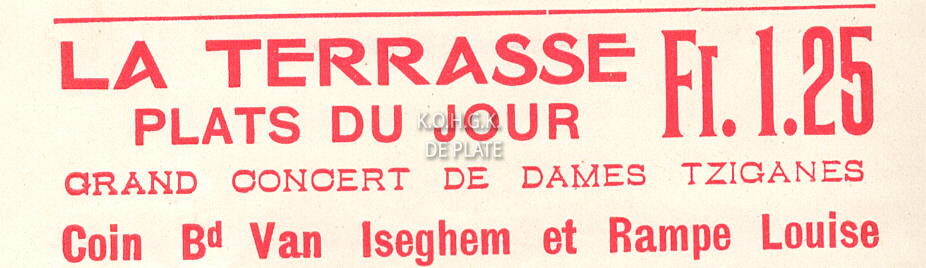 LA TERRASSE Fr. 1.25
PLATS DU JOUR
K.O.H.G.K.
DE PLATE
GRAND CONCERT DE DAMES TZIGANES
Coin Bd Van Iseghem et Rampe Louise